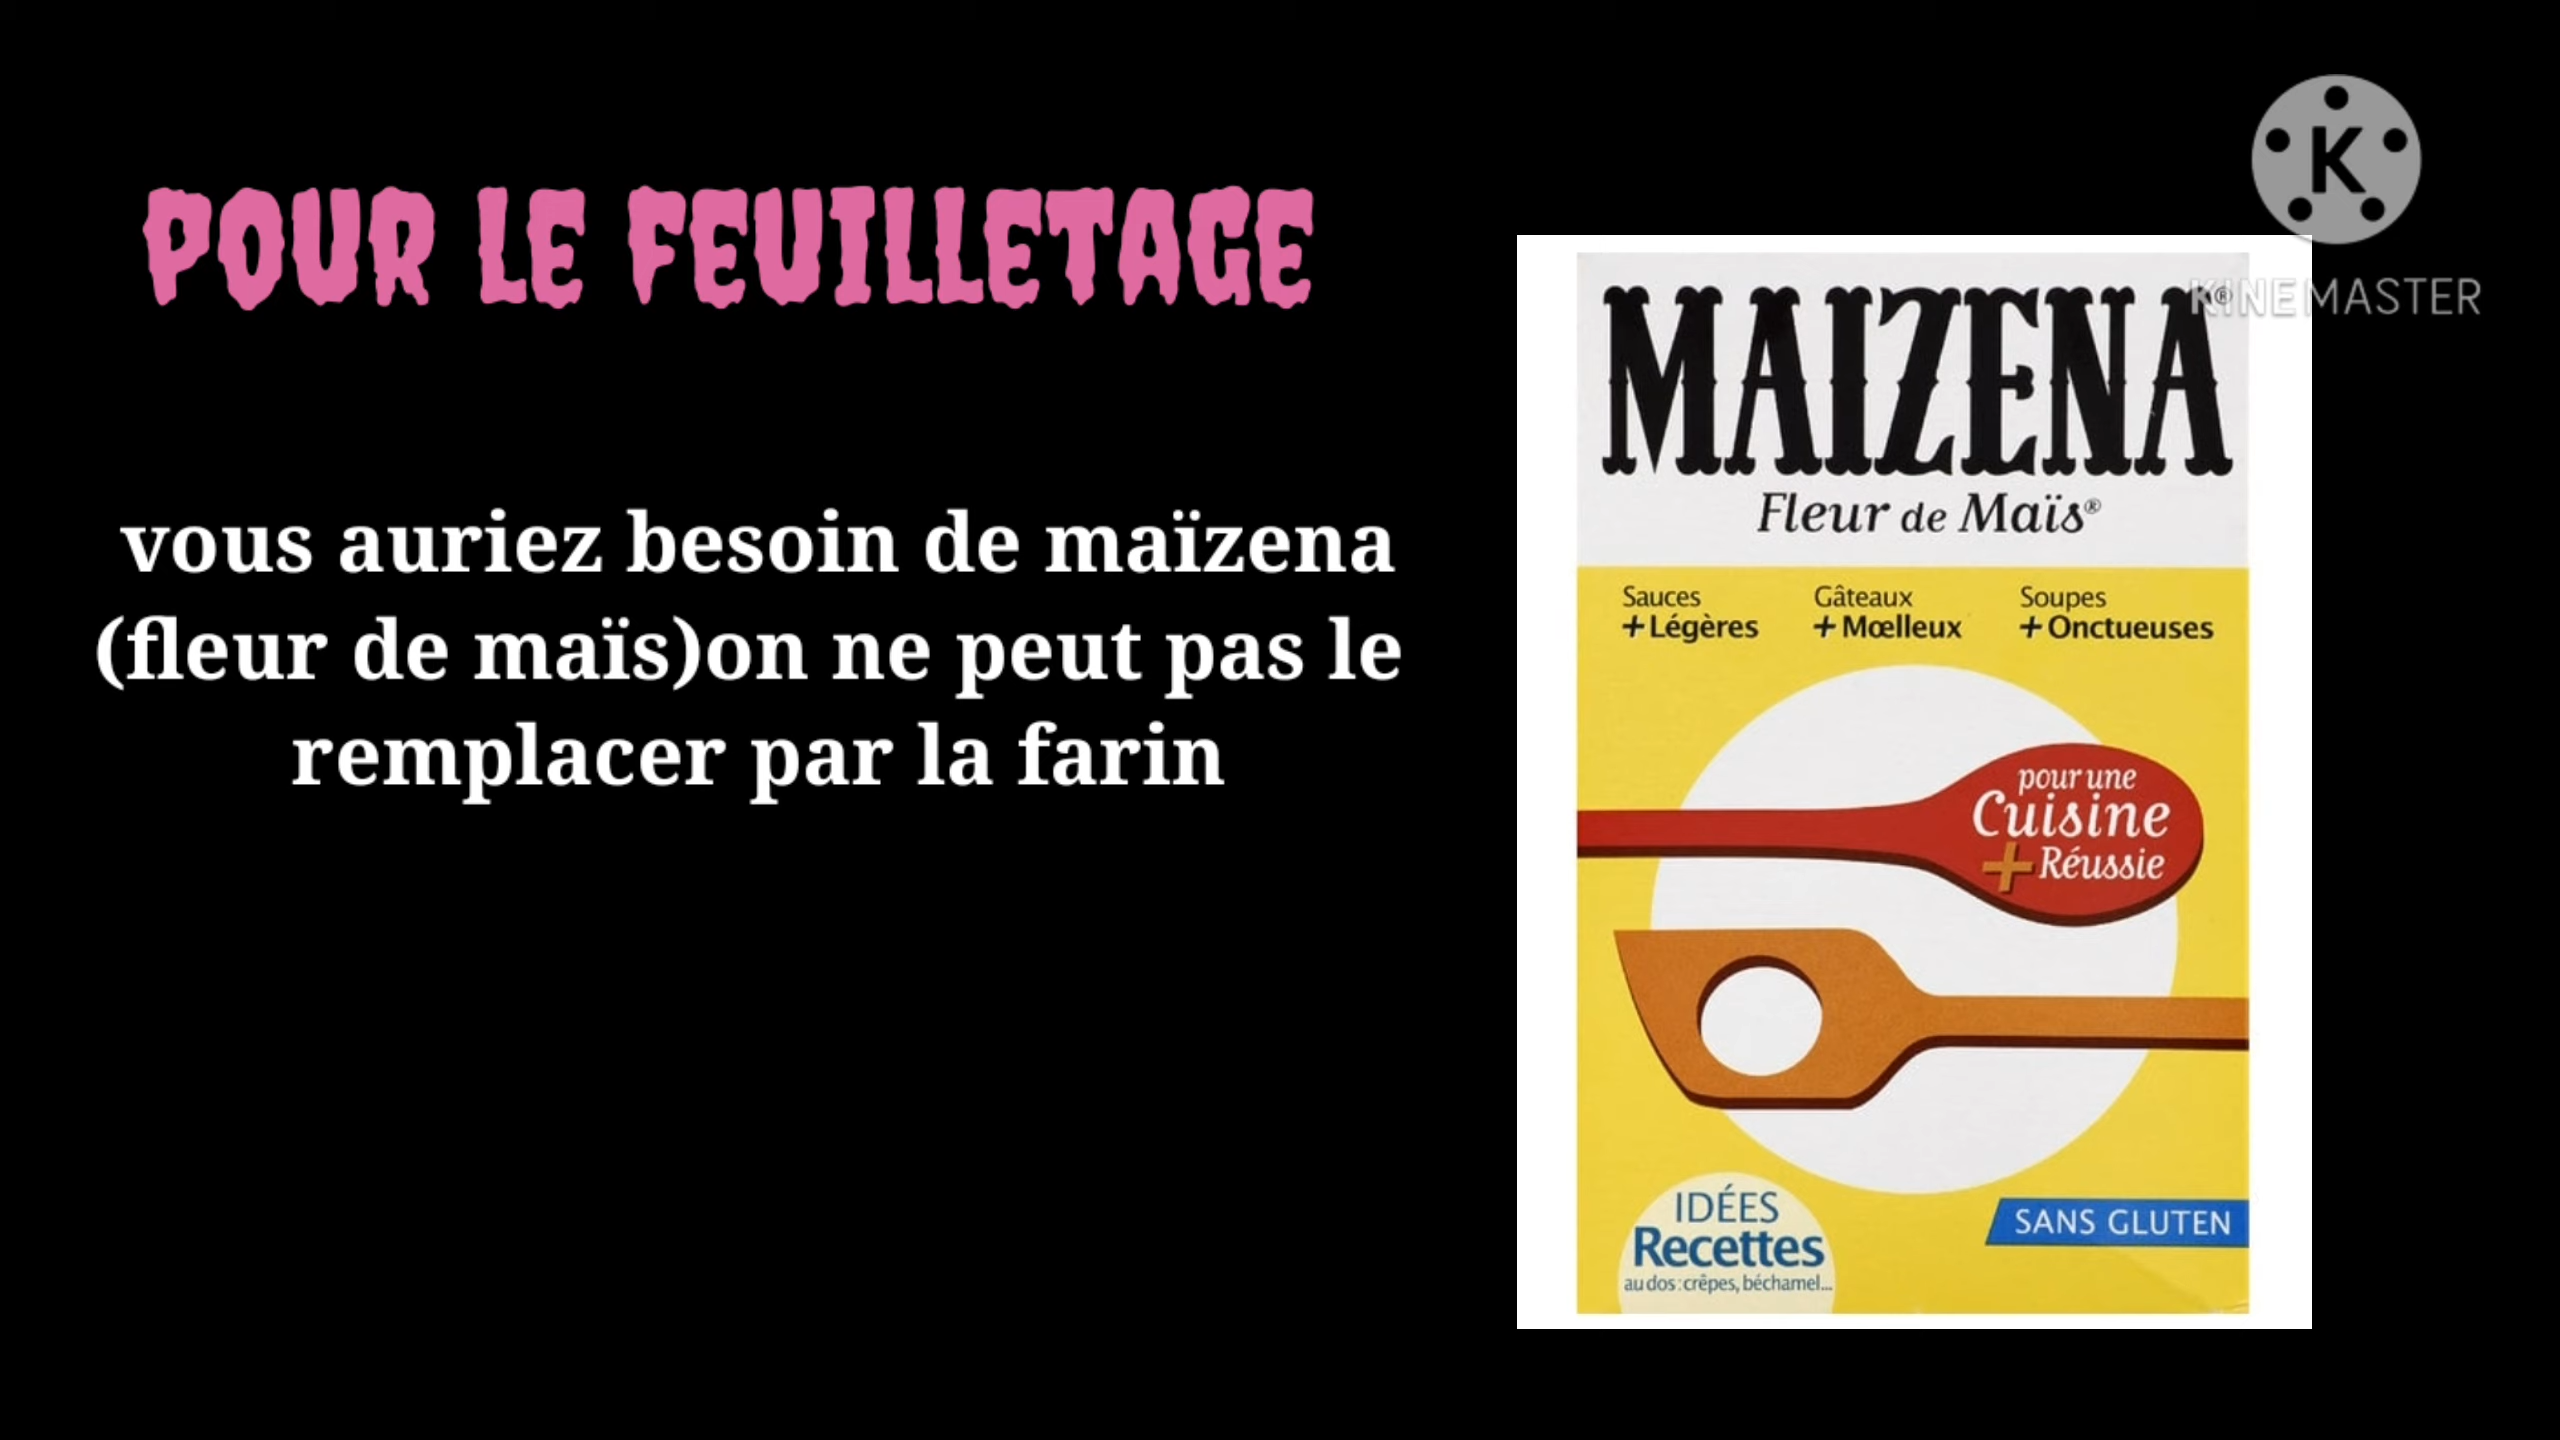 POUR LE FEUILLETAGE
vous auriez besoin de maïzena
(fleur de maïs)on ne peut pas le
remplacer par la farin
K
KINEMASTER
MAIZENA®
Fleur de Maïs®
Sauces
+Légères
Gâteaux
+Mœlleux
Soupes
+Onctueuses
pour une
Cuisine
+Réussie
IDÉES
Recettes
au dos : crêpes, béchamel...
SANS GLUTEN